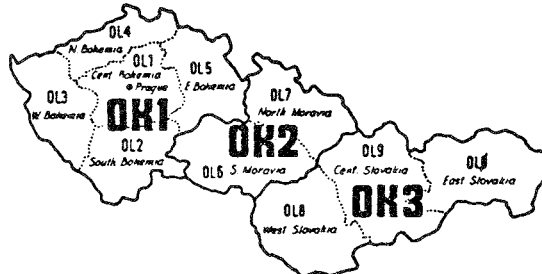 OL4
N. Bohemia
OL1
Cent. Bohemia
Prague
OL5
E. Bohemia
OL3
W. Bohemia
OK1
OL2
South Bohemia
OL7
North Moravia
OK2
OL6
S. Moravia
OL9
Cent. Slovakia
East Slovakia
OK3
OL8
West Slovakia